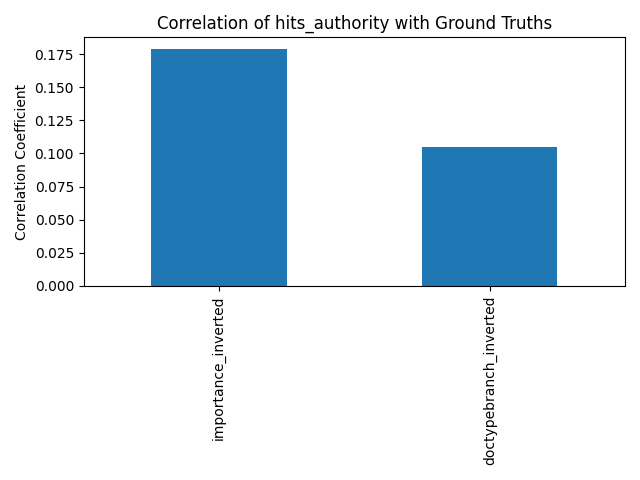 Correlation of hits_authority with Ground Truths
Correlation Coefficient
0.175
0.150
0.125
0.100
0.075
0.050
0.025
0.000
importance_inverted
doctypebranch_inverted